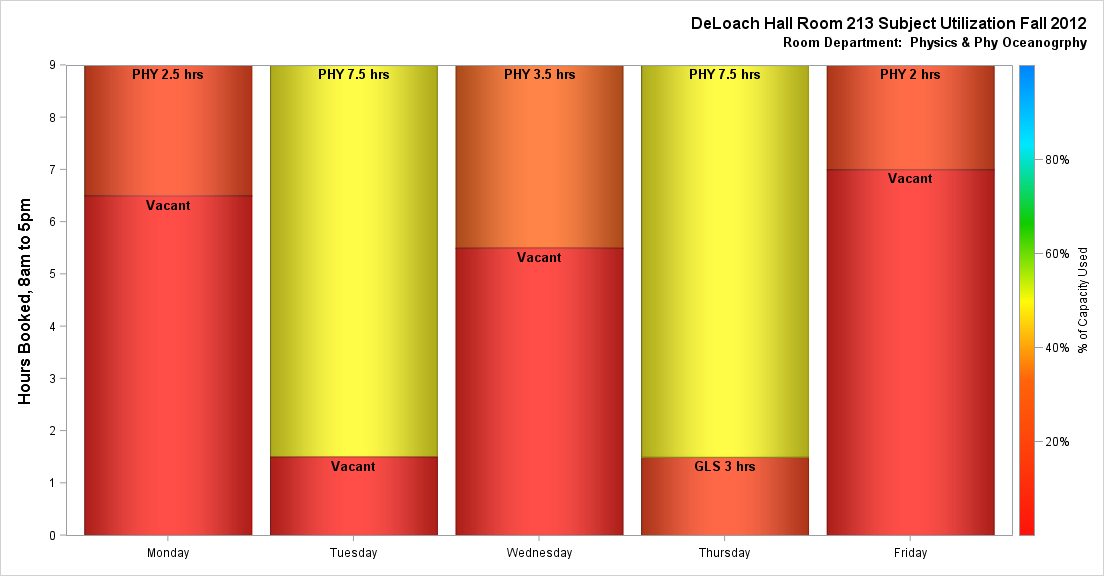 DeLoach Hall Room 213 Subject Utilization Fall 2012
Room Department: Physics & Phy Oceanogrphy
Hours Booked, 8am to 5pm
9
8
7
6
5
4
3
2
1
0
PHY 2.5 hrs
Vacant
PHY 7.5 hrs
Vacant
PHY 3.5 hrs
Vacant
PHY 7.5 hrs
GLS 3 hrs
PHY 2 hrs
Vacant
Monday
Tuesday
Wednesday
Thursday
Friday
80%
60%
40%
20%
% of Capacity Used